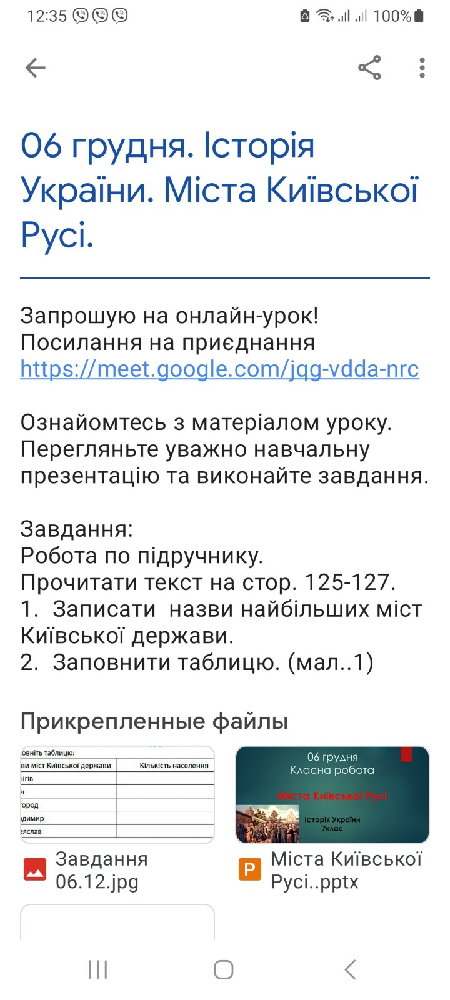 12:35
100%
06 грудня. Історія
України. Міста Київської
Русі.
Запрошую на онлайн-урок!
Посилання на приєднання
https://meet.google.com/jqg-vdda-nrc
Ознайомтесь з матеріалом уроку.
Перегляньте уважно навчальну
презентацію та виконайте завдання.
Завдання:
Робота по підручнику.
Прочитати текст на стор. 125-127.
1.  Записати  назви найбільших міст
Київської держави.
2.  Заповнити таблицю. (мал..1)
Прикрепленные файлы
овніть таблицю:
ви міст Київської держави Кількість населення
нігів
ч
город
одимир
еяслав
Завдання
06.12.jpg
06 грудня
Класна робота
Міста Київської Русі
Історія України
7клас
P
Міста Київської
Русі..pptx